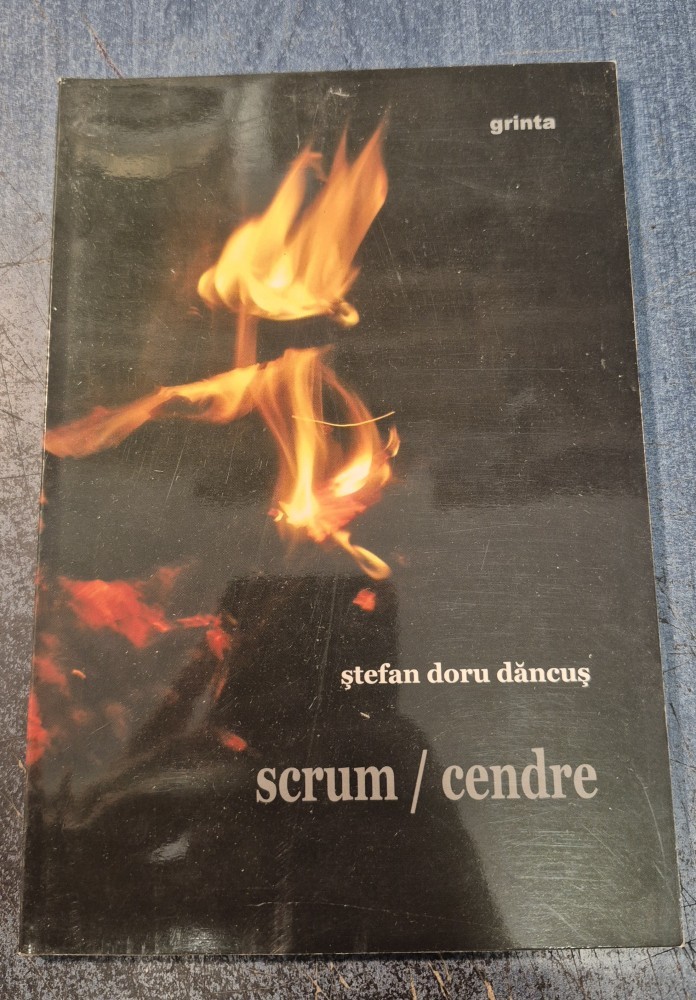 grinta
ştefan doru dăncuş
scrum / cendre